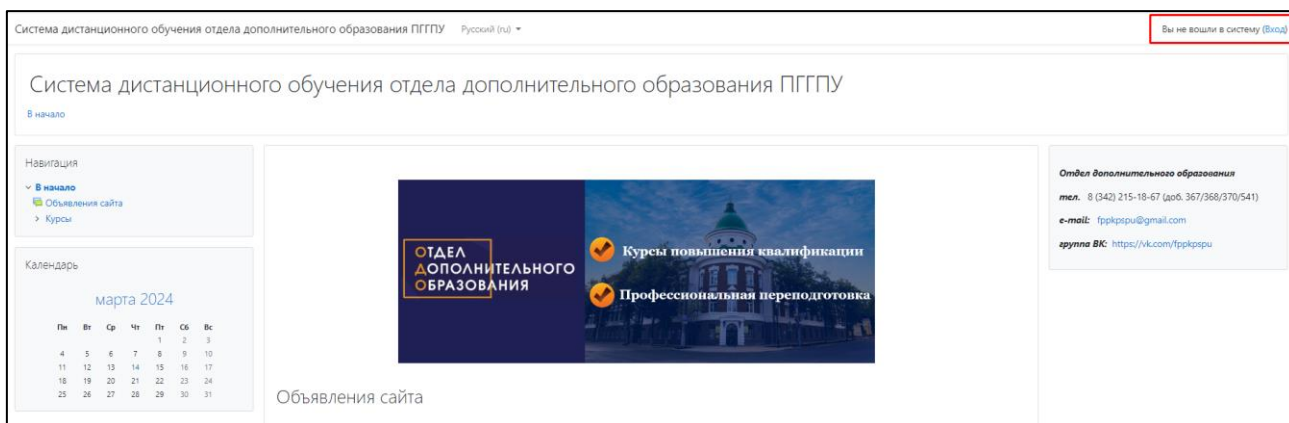 Система дистанционного обучения отдела дополнительного образования ПГГПУ Русский (ru)
Вы не вошли в систему (Вход)
Система дистанционного обучения отдела дополнительного образования ПГГПУ
В начало
Навигация
В начало
Объявления сайта
Курсы
Календарь
марта 2024
Пн Вт Ср Чт Пт Сб Вс
1 2 3
4 5 6 7 8 9 10
11 12 13 14 15 16 17
18 19 20 21 22 23 24
25 26 27 28 29 30 31
ОТДЕЛ
ДОПОЛНИТЕЛЬНОГО
ОБРАЗОВАНИЯ
Курсы повышения квалификации
Профессиональная переподготовка
Объявления сайта
Отдел дополнительного образования
тел. 8 (342) 215-18-67 (доб. 367/368/370/541)
e-mail: fppkpspu@gmail.com
группа ВК: https://vk.com/fppkpspu